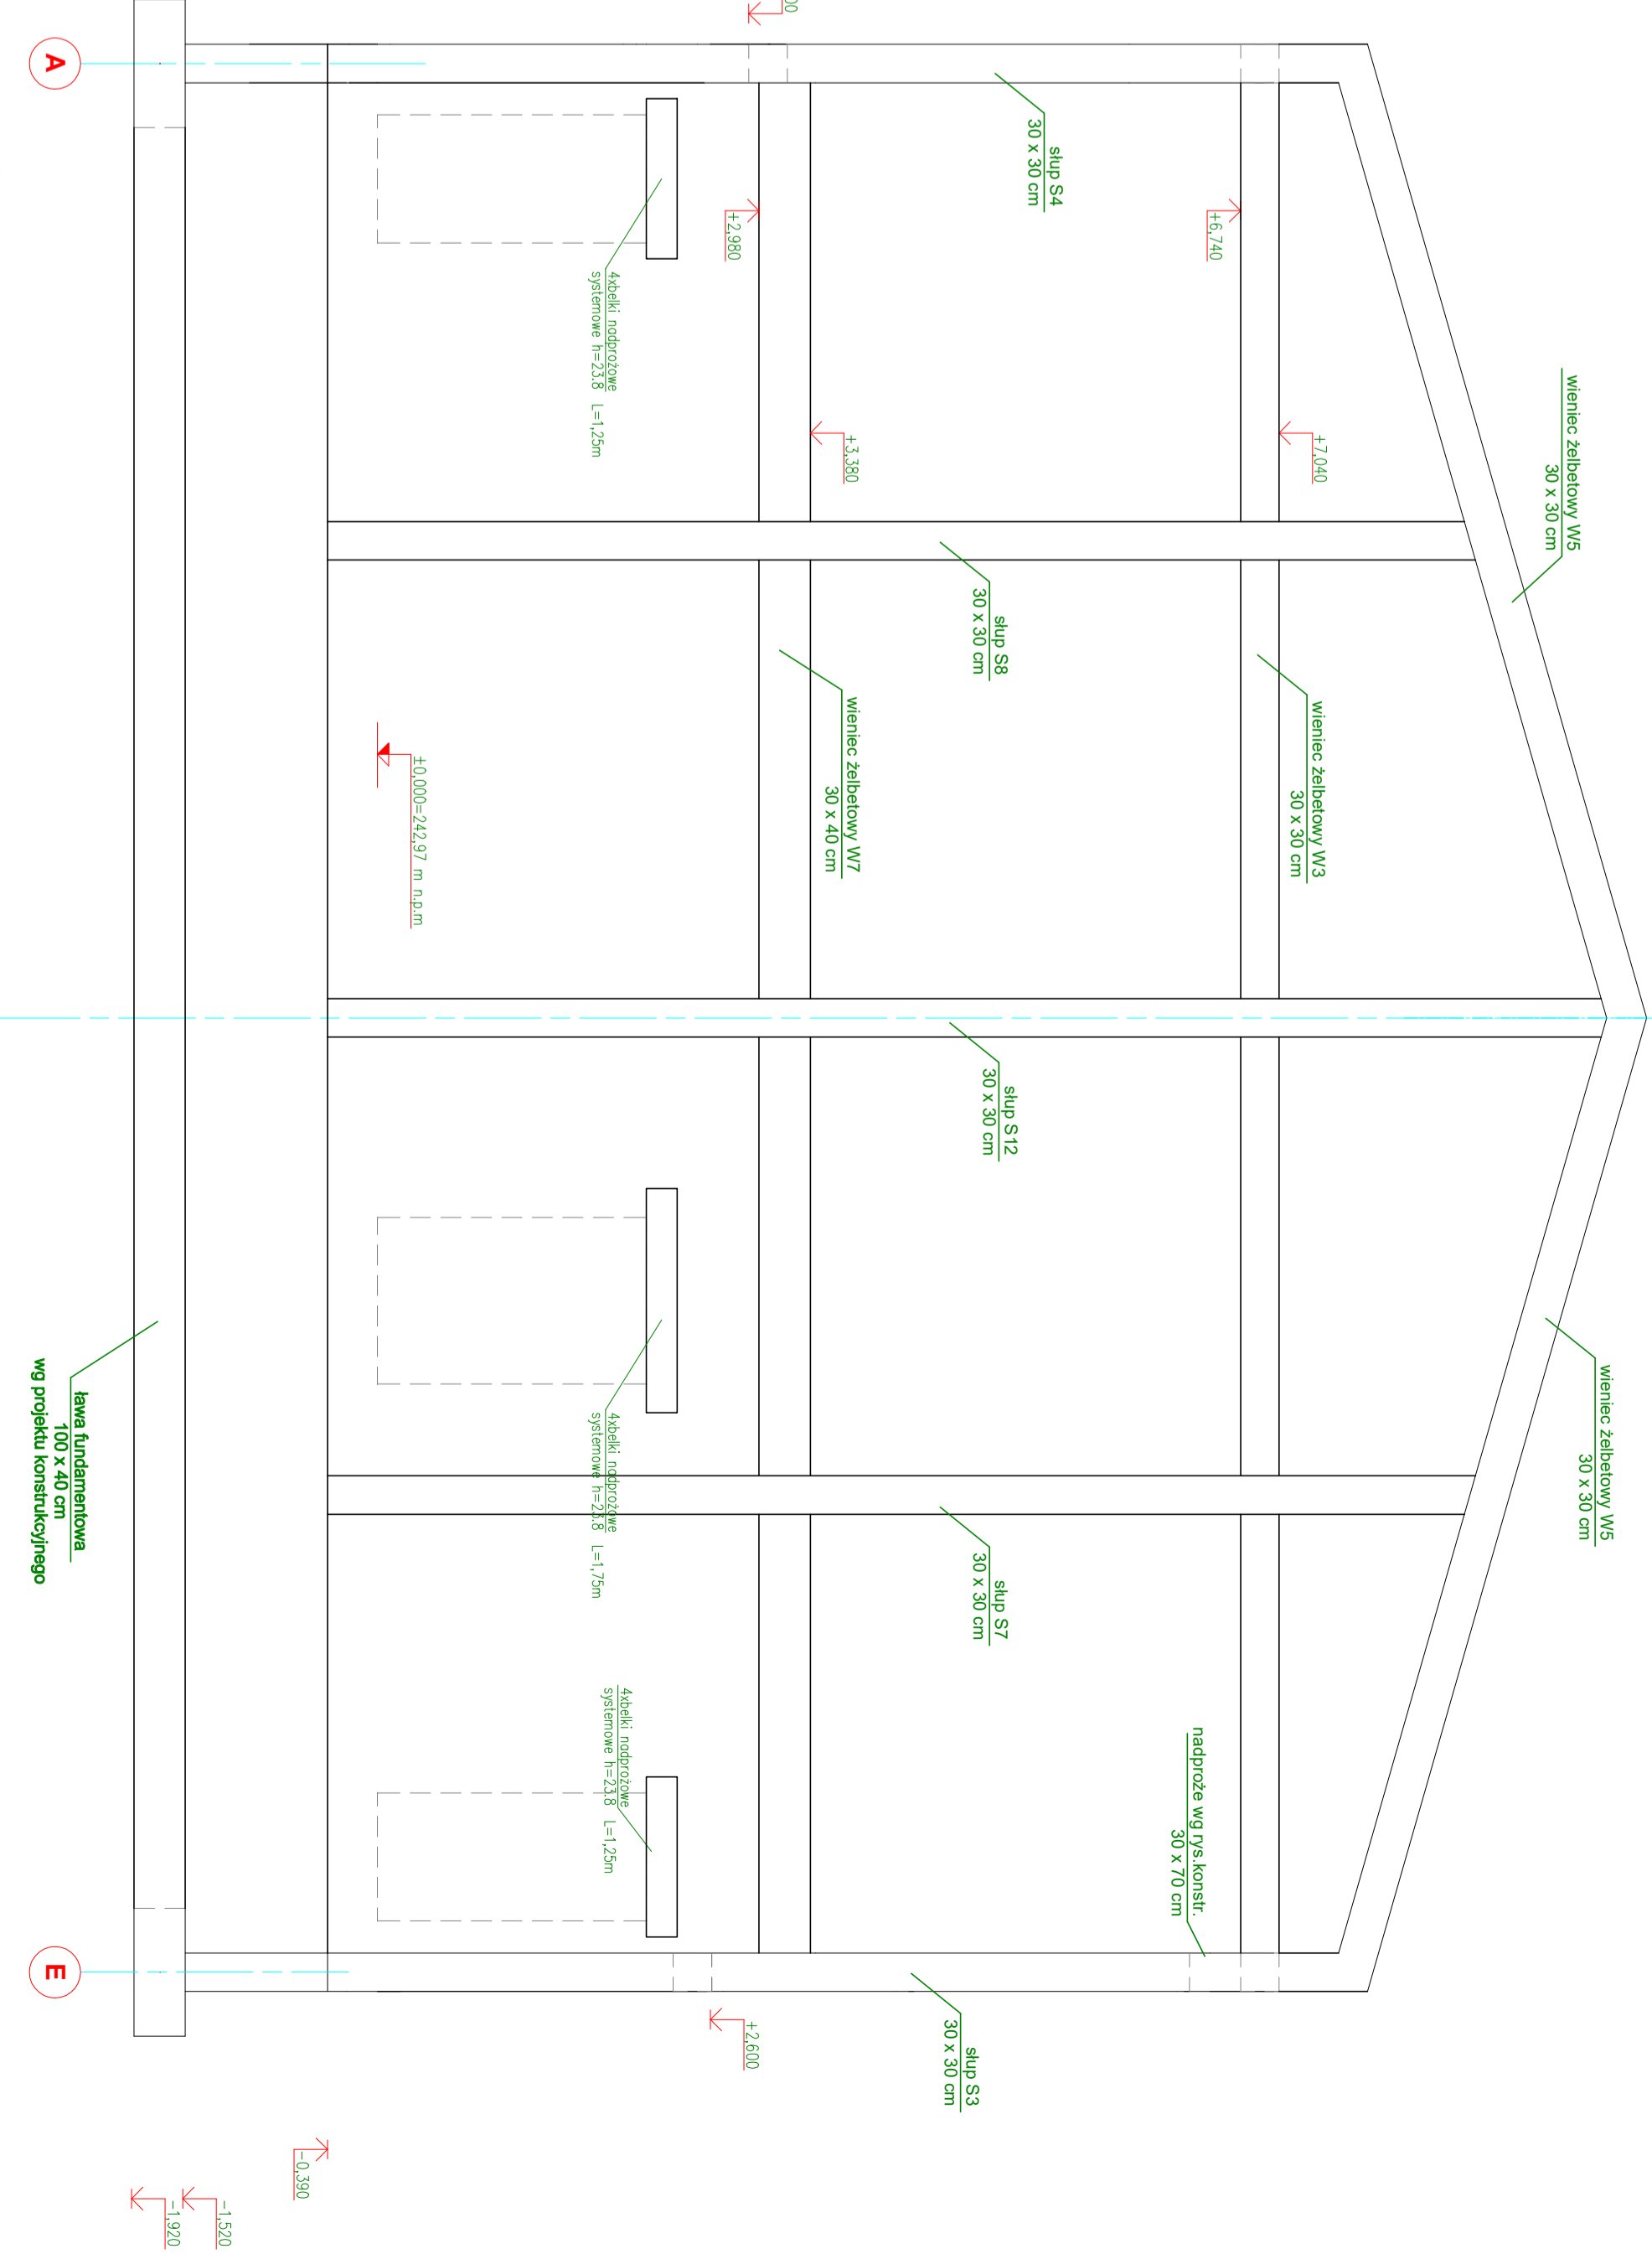 wieniec żelbetowy W5
30 x 30 cm
wieniec żelbetowy W5
30 x 30 cm
+7,040
+6,740
wieniec żelbetowy W3
30 x 30 cm
nadproże wg rys.konstr.
30 x 70 cm
słup S4
30 x 30 cm
słup S8
30 x 30 cm
słup S12
30 x 30 cm
słup S7
30 x 30 cm
słup S3
30 x 30 cm
+3,380
+2,980
wieniec żelbetowy W7
30 x 40 cm
+2,600
4xbelki nadprożowe
systemowe h=23.8 L=1,25m
4xbelki nadprożowe
systemowe h=23.8 L=1,75m
4xbelki nadprożowe
systemowe h=23.8 L=1,25m
±0,000=242,97 m n.p.m
-0,390
-1,520
-1,920
ława fundamentowa
100 x 40 cm
wg projektu konstrukcyjnego
A
E